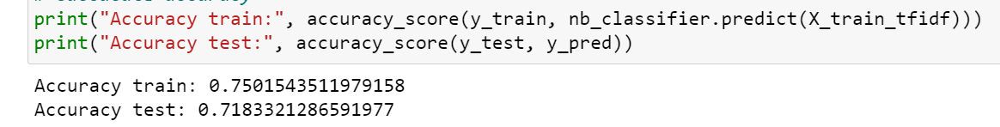 print("Accuracy train:", accuracy_score(y_train, nb_classifier.predict(X_train_tfidf)))
print("Accuracy test:", accuracy_score(y_test, y_pred))
Accuracy train: 0.7501543511979158
Accuracy test: 0.7183321286591977